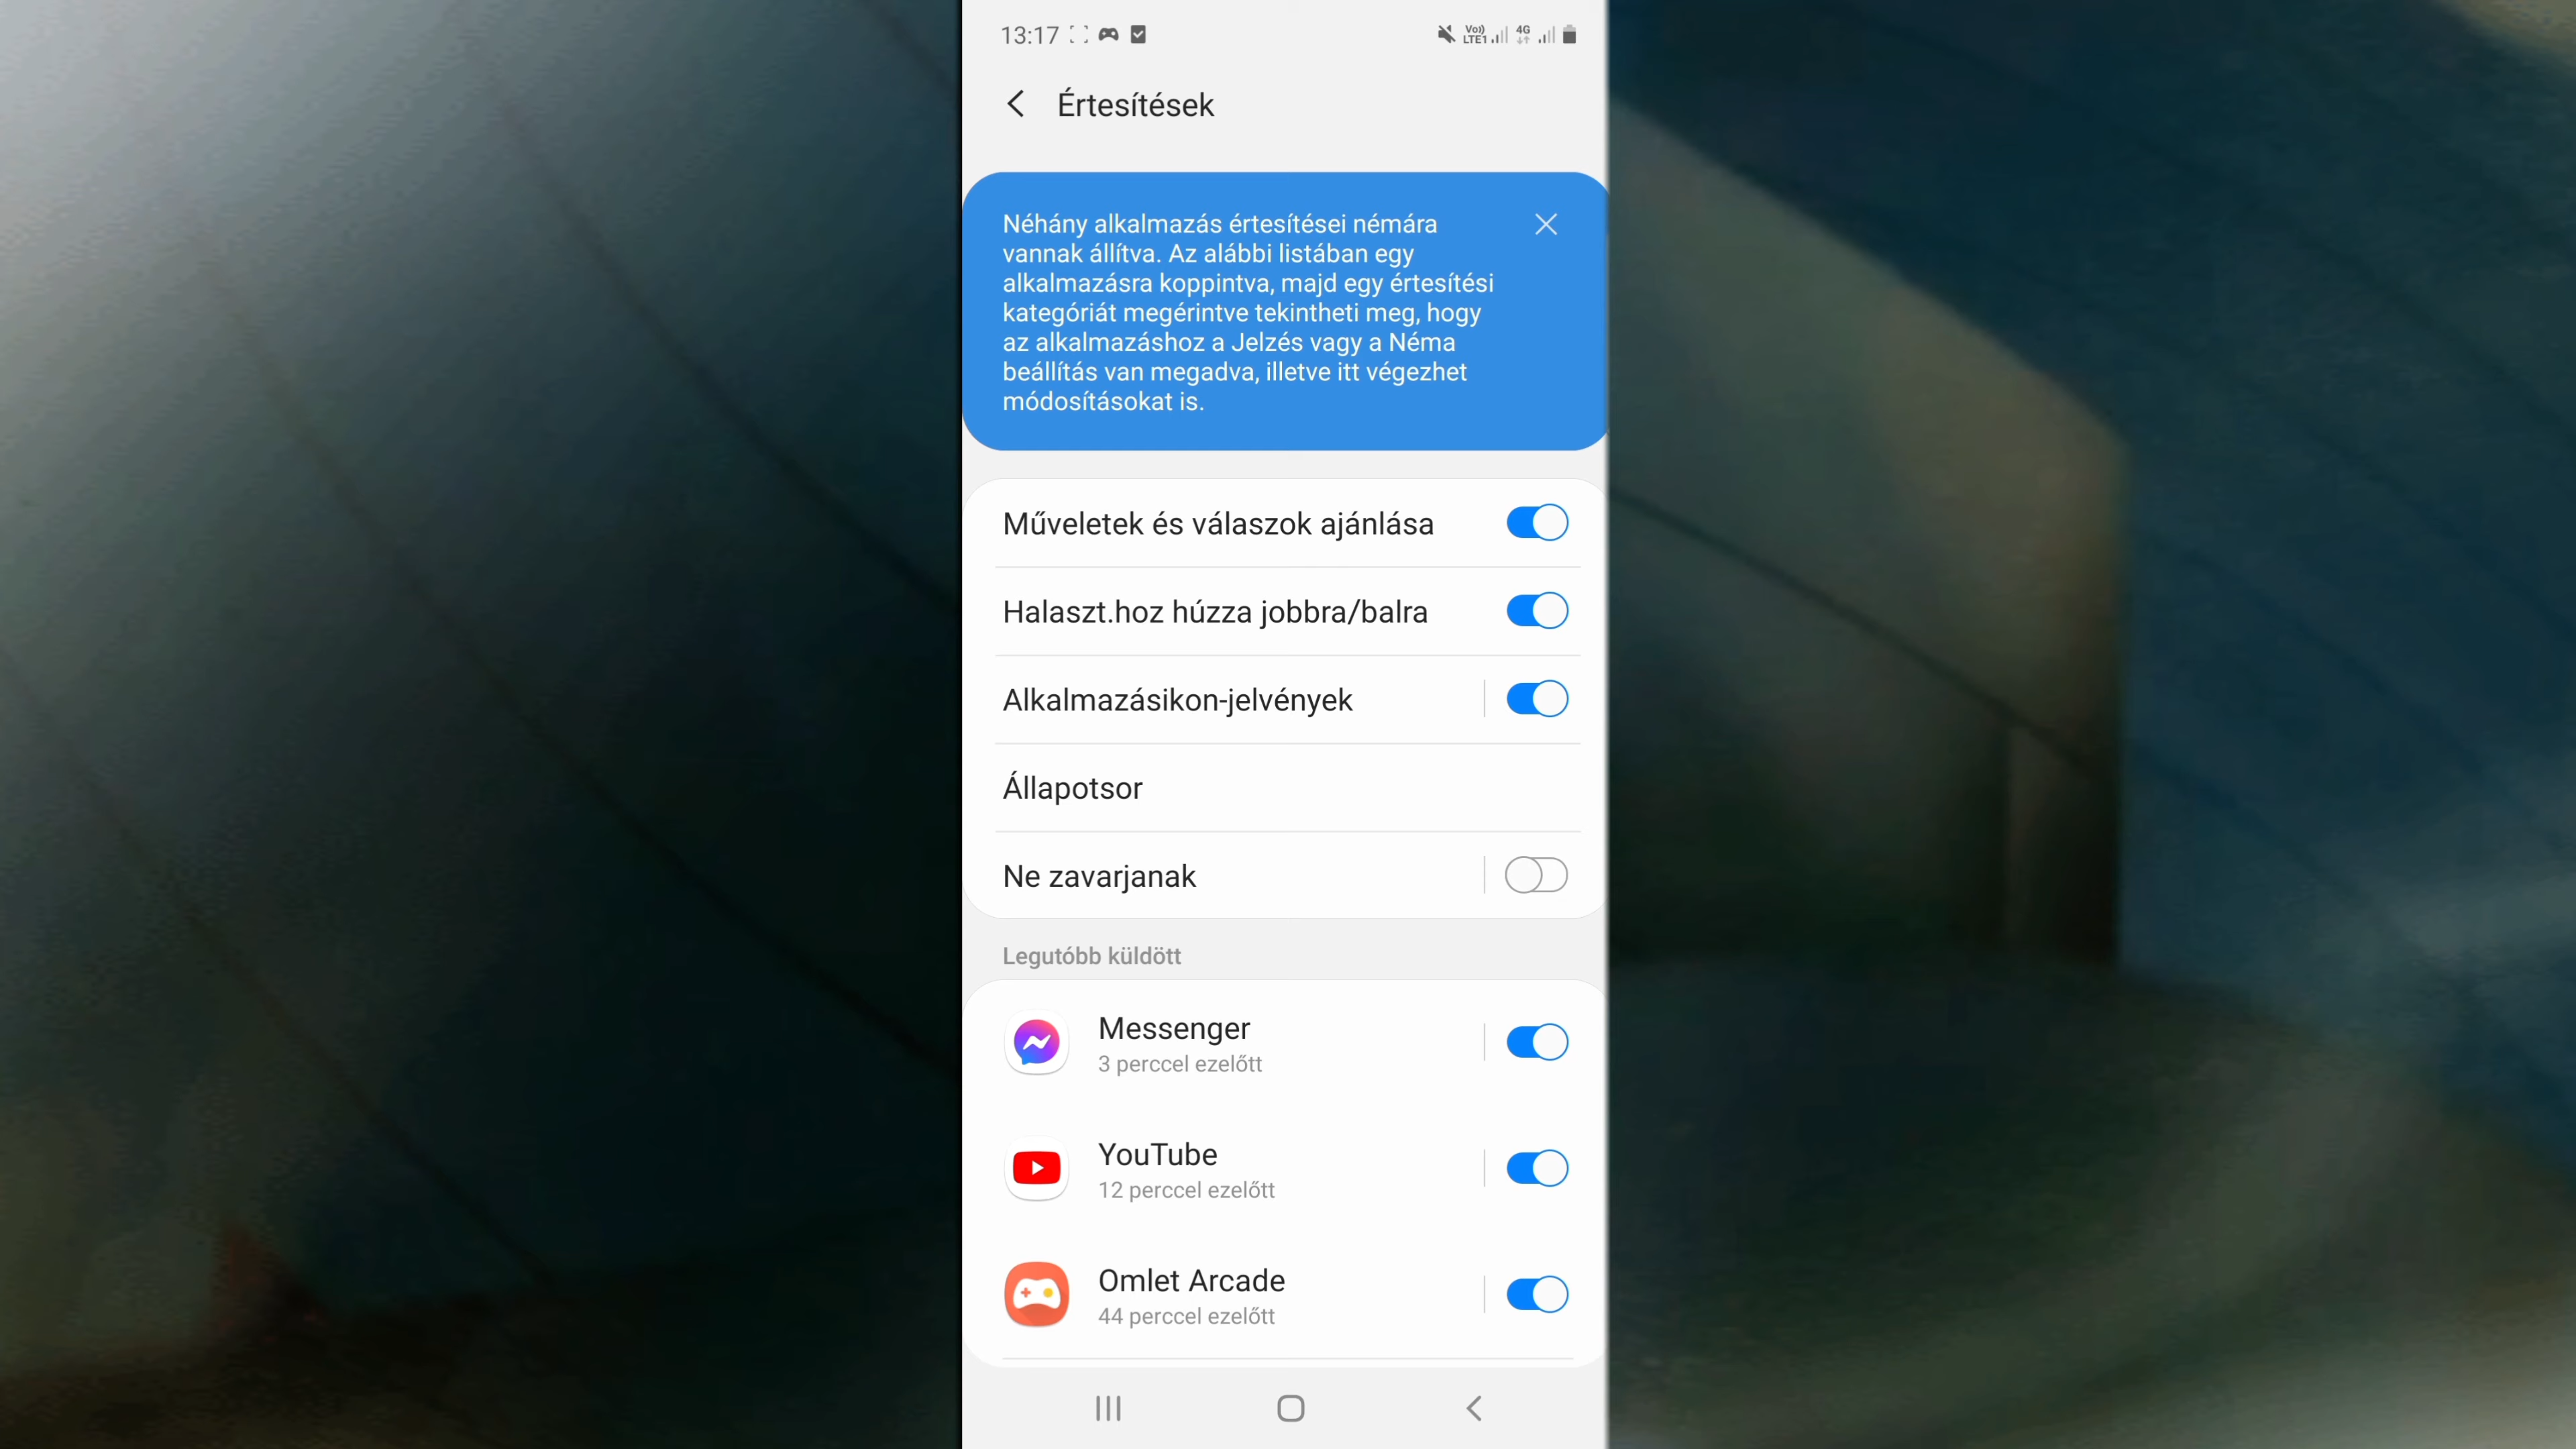 13:17
Vo))
LTE1
4G
Értesítések
Néhány alkalmazás értesítései némára
vannak állítva. Az alábbi listában egy
alkalmazásra koppintva, majd egy értesítési
kategóriát megérintve tekintheti meg, hogy
az alkalmazáshoz a Jelzés vagy a Néma
beállítás van megadva, illetve itt végezhet
módosításokat is.
Műveletek és válaszok ajánlása
Halaszt.hoz húzza jobbra/balra
Alkalmazásikon-jelvények
Állapotsor
Ne zavarjanak
Legutóbb küldött
Messenger
3 perccel ezelőtt
YouTube
12 perccel ezelőtt
Omlet Arcade
44 perccel ezelőtt